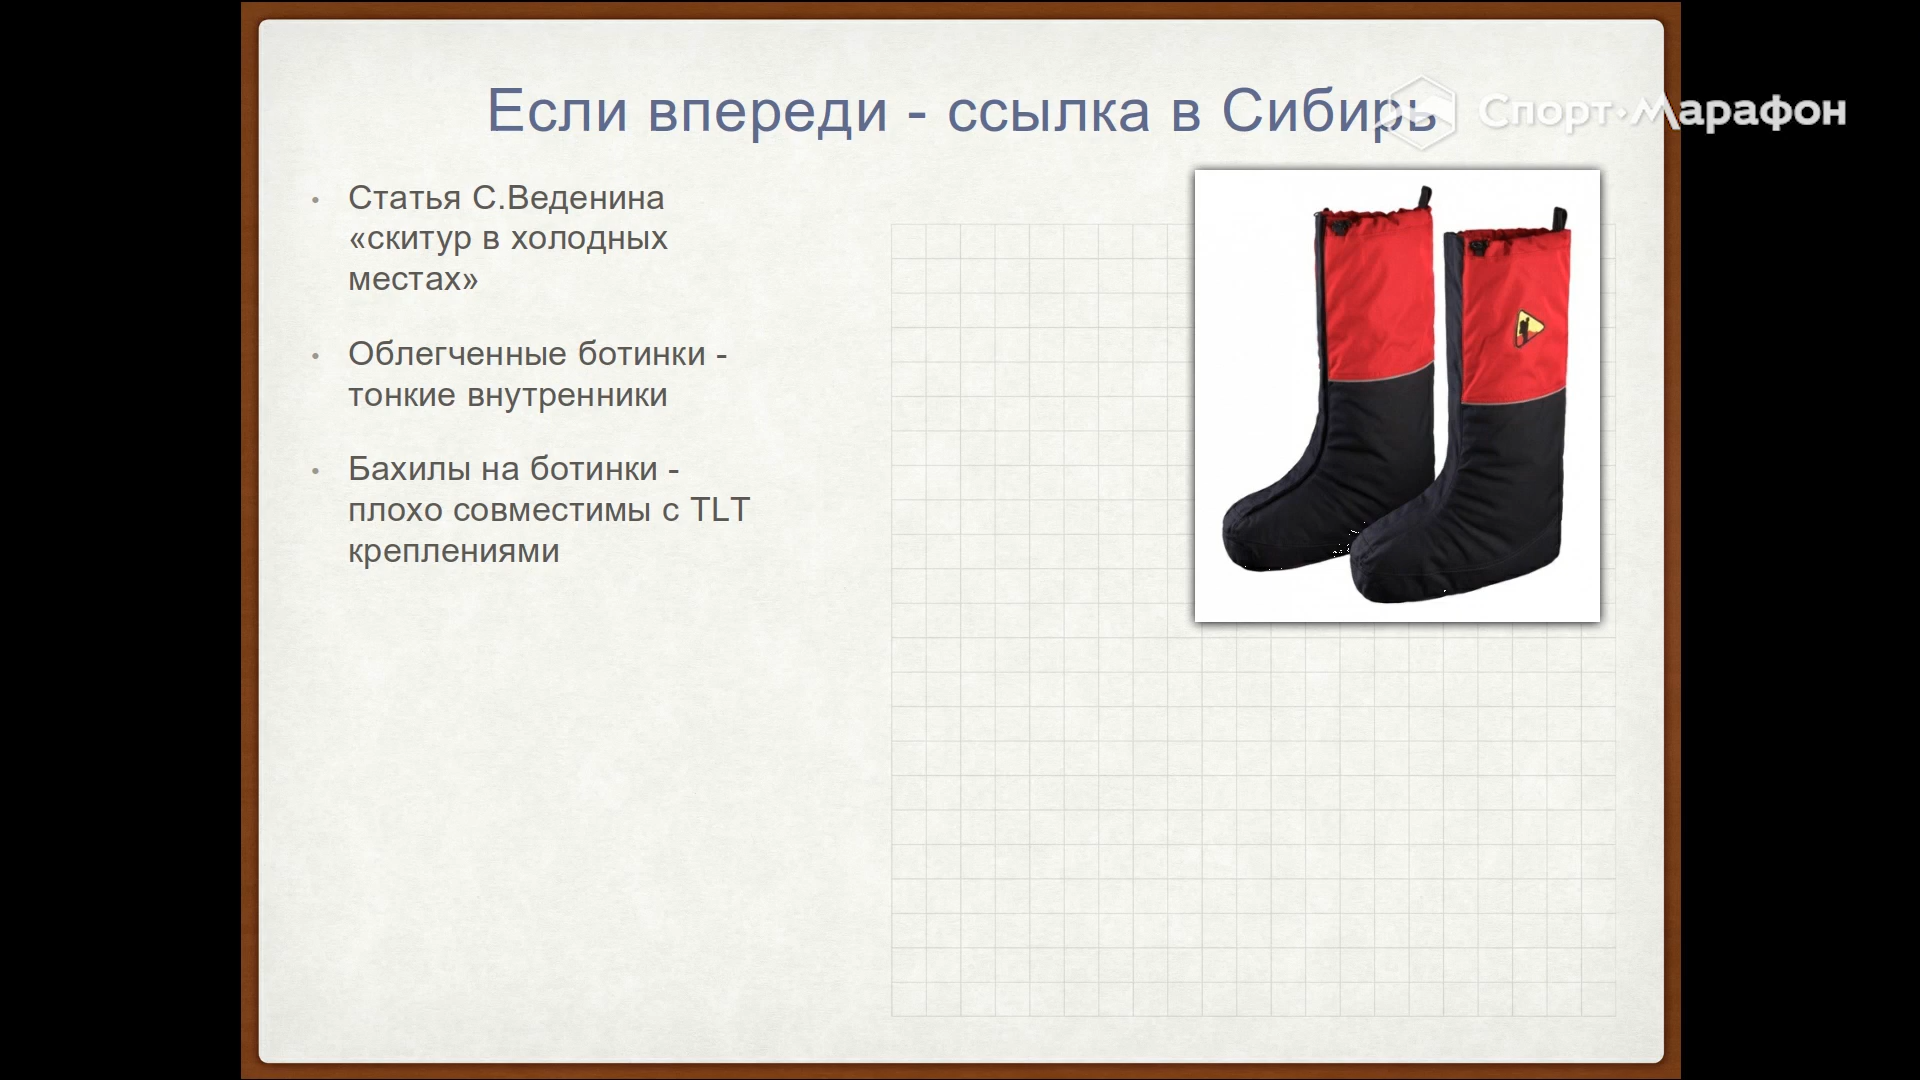 Если впереди - ссылка в Сибирь
Спорт·Марафон
Статья С.Веденина
«скитур в холодных
местах»
Облегченные ботинки -
тонкие внутренники
Бахилы на ботинки -
плохо совместимы с TLT
креплениями